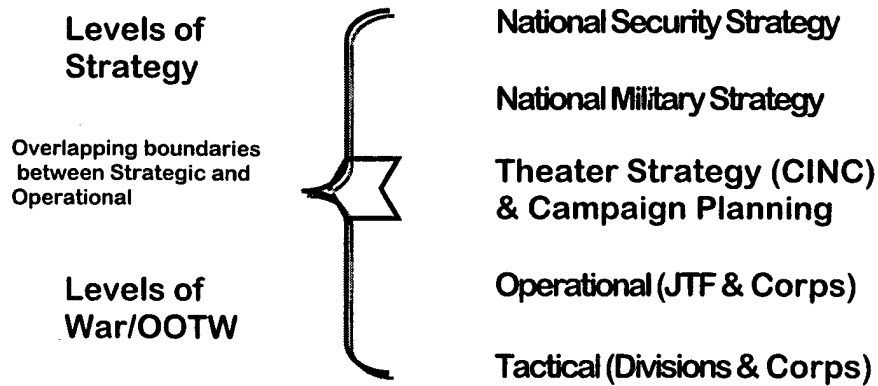 Levels of
Strategy
Overlapping boundaries
between Strategic and
Operational
Levels of
War/OOTW
National Security Strategy
National Military Strategy
Theater Strategy (CINC)
& Campaign Planning
Operational (JTF & Corps)
Tactical (Divisions & Corps)